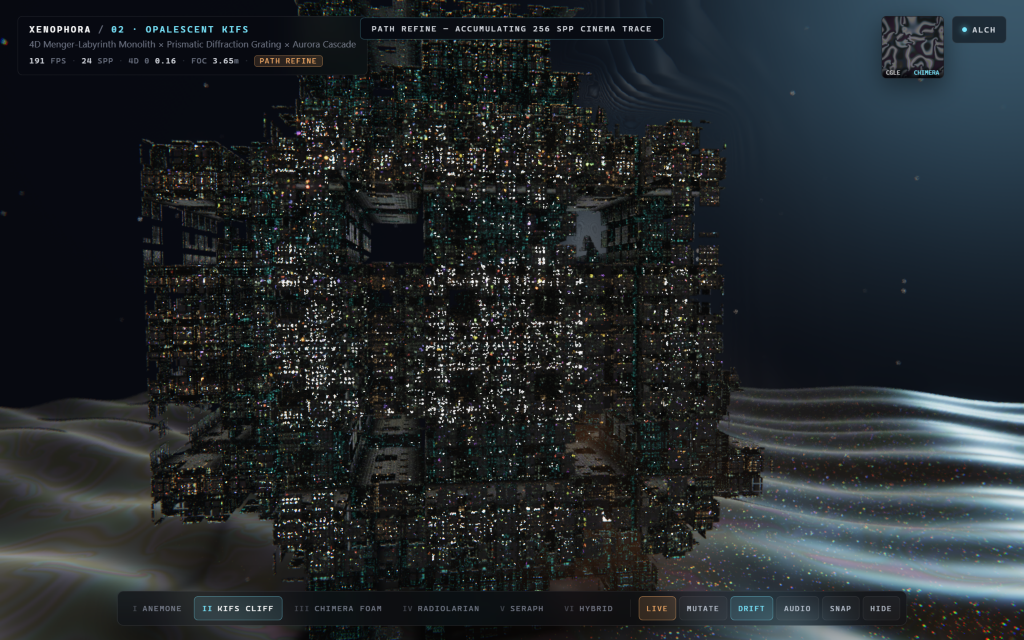 XENOPHORA / 02 · OPALESCENT KIFS
4D Menger-Labyrinth Monolith × Prismatic Diffraction Grating × Aurora Cascade
191 FPS · 24 SPP · 4D θ 0.16 · FOC 3.65m · PATH REFINE
PATH REFINE — ACCUMULATING 256 SPP CINEMA TRACE
CGLE CHIMERA
ALCH
I ANEMONE II KIFS CLIFF III CHIMERA FOAM IV RADIOLARIAN V SERAPH VI HYBRID LIVE MUTATE DRIFT AUDIO SNAP HIDE